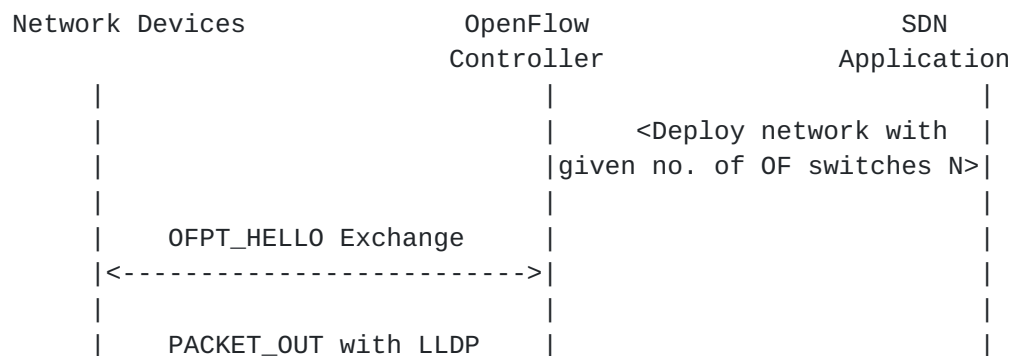 Network Devices             OpenFlow                    SDN
                           Controller               Application
     |                            |                           |
     |                            |     <Deploy network with  |
     |                            |given no. of OF switches N>|
     |                            |                           |
     |    OFPT_HELLO Exchange     |                           |
     |<-------------------------->|                           |
     |                            |                           |
     |    PACKET_OUT with LLDP    |                           |